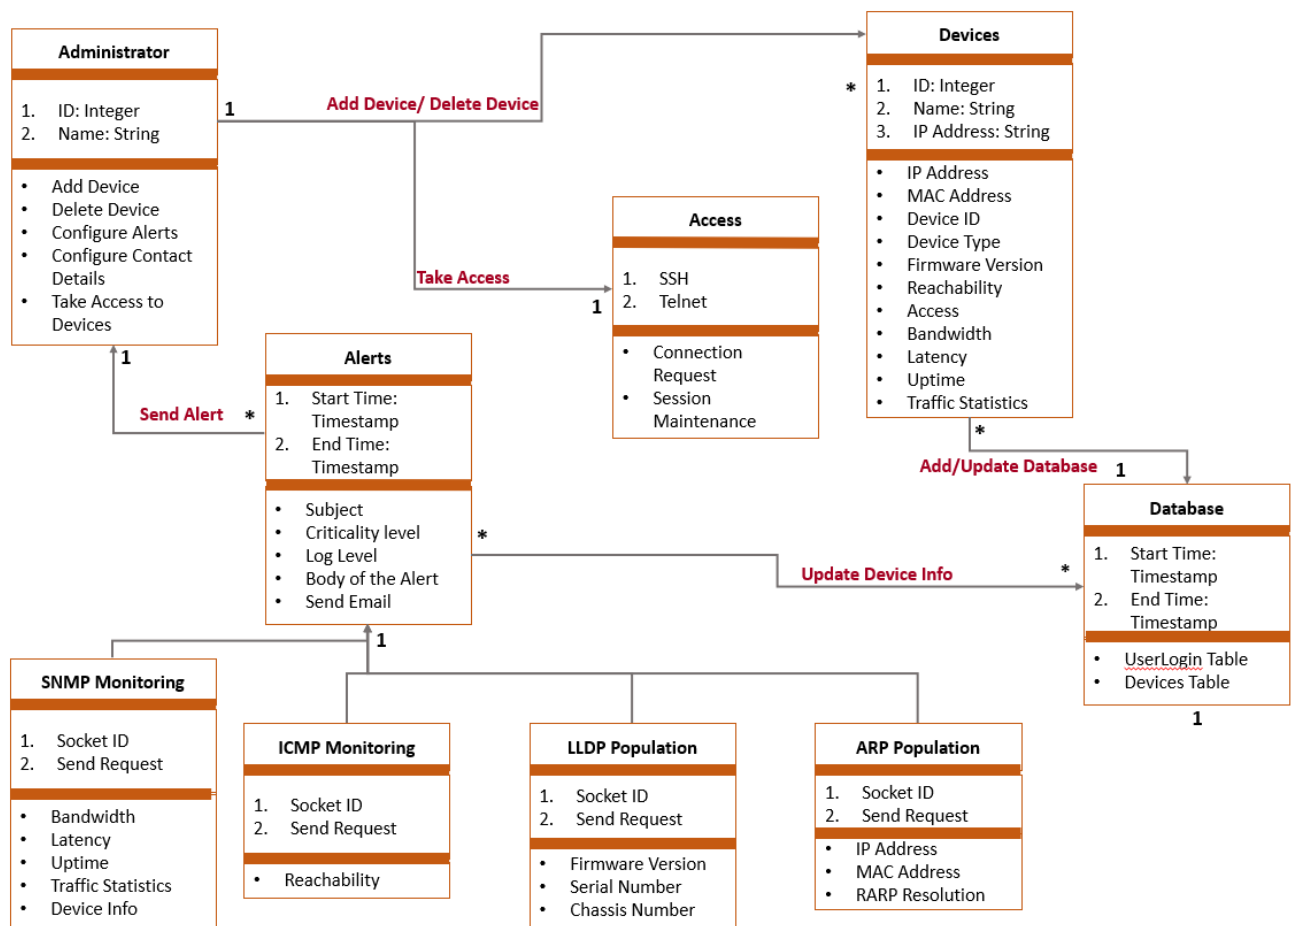 Administrator
1. ID: Integer
2. Name: String
• Add Device
• Delete Device
• Configure Alerts
• Configure Contact
Details
• Take Access to
Devices
1
Add Device/ Delete Device
*
Devices
1. ID: Integer
2. Name: String
3. IP Address: String
• IP Address
• MAC Address
• Device ID
• Device Type
• Firmware Version
• Reachability
• Access
• Bandwidth
• Latency
• Uptime
• Traffic Statistics
Take Access
1
Access
1. SSH
2. Telnet
• Connection
Request
• Session
Maintenance
1
Send Alert
*
Alerts
1. Start Time:
Timestamp
2. End Time:
Timestamp
• Subject
• Criticality level
• Log Level
• Body of the Alert
• Send Email
*
Update Device Info
*
*
Add/Update Database
1
Database
1. Start Time:
Timestamp
2. End Time:
Timestamp
• UserLogin Table
• Devices Table
1
1
SNMP Monitoring
1. Socket ID
2. Send Request
• Bandwidth
• Latency
• Uptime
• Traffic Statistics
• Device Info
ICMP Monitoring
1. Socket ID
2. Send Request
• Reachability
LLDP Population
1. Socket ID
2. Send Request
• Firmware Version
• Serial Number
• Chassis Number
ARP Population
1. Socket ID
2. Send Request
• IP Address
• MAC Address
• RARP Resolution